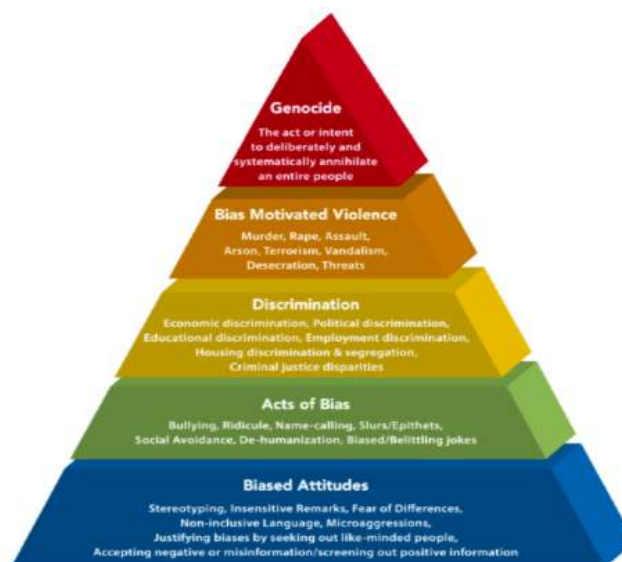 Genocide
The act or intent
to deliberately and
systematically annihilate
an entire people
Bias Motivated Violence
Murder, Rape, Assault,
Arson, Terrorism, Vandalism,
Desecration, Threats
Discrimination
Economic discrimination, Political discrimination,
Educational discrimination, Employment discrimination,
Housing discrimination & segregation,
Criminal justice disparities
Acts of Bias
Bullying, Ridicule, Name-calling, Slurs/Epithets,
Social Avoidance, De-humanization, Biased/Belittling jokes
Biased Attitudes
Stereotyping, Insensitive Remarks, Fear of Differences,
Non-inclusive Language, Microaggressions,
Justifying biases by seeking out like-minded people,
Accepting negative or misinformation/screening out positive information